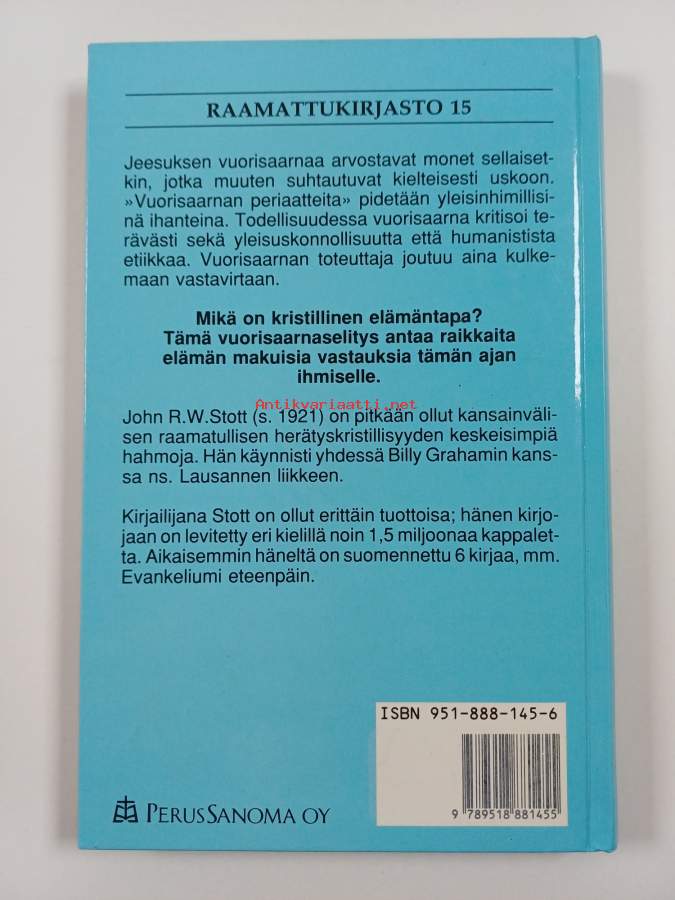 RAAMATTUKIRJASTO 15
Jeesuksen vuorisaarnaa arvostavat monet sellaiset-
kin, jotka muuten suhtautuvat kielteisesti uskoon.
»Vuorisaarnan periaatteita» pidetään yleisinhimillisi-
nä ihanteina. Todellisuudessa vuorisaarna kritisoi te-
rävästi sekä yleisuskonnollisuutta että humanistista
etiikkaa. Vuorisaarnan toteuttaja joutuu aina kulke-
maan vastavirtaan.
Mikä on kristillinen elämäntapa?
Tämä vuorisaarnaselitys antaa raikkaita
elämän makuisia vastauksia tämän ajan
ihmiselle.
Antikvariaatti.net
John R.W.Stott (s. 1921) on pitkään ollut kansainväli-
sen raamatullisen herätyskristillisyyden keskeisimpiä
hahmoja. Hän käynnisti yhdessä Billy Grahamin kans-
sa ns. Lausannen liikkeen.
Kirjailijana Stott on ollut erittäin tuottoisa; hänen kirjo-
jaan on levitetty eri kielillä noin 1,5 miljoonaa kappalet-
ta. Aikaisemmin häneltä on suomennettu 6 kirjaa, mm.
Evankeliumi eteenpäin.
ISBN 951-888-145-6
9 789518 881455
PERUSSANOMA OY